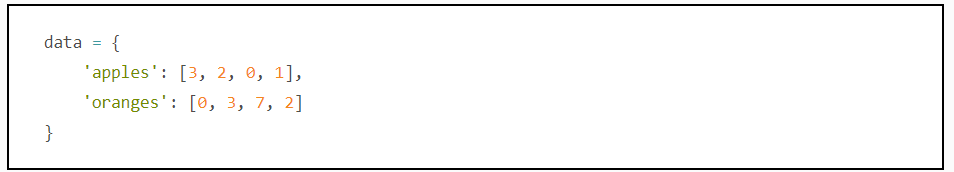 data = {
    'apples': [3, 2, 0, 1],
    'oranges': [0, 3, 7, 2]
}